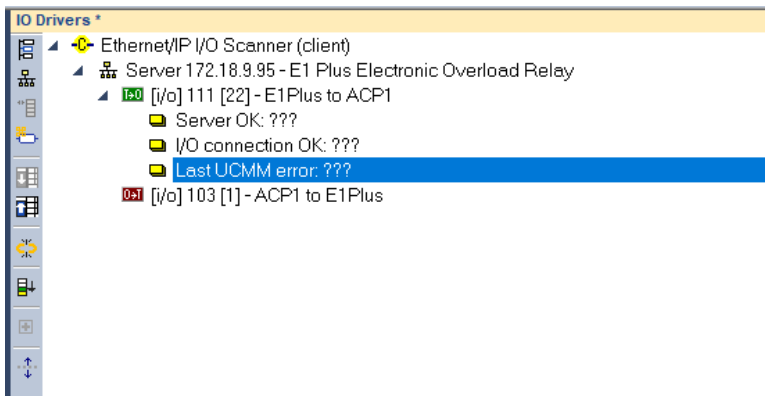 IO Drivers *
-C- Ethernet/IP I/O Scanner (client)
Server 172.18.9.95 - E1 Plus Electronic Overload Relay
T→O [i/o] 111 [22] - E1Plus to ACP1
Server OK: ???
I/O connection OK: ???
Last UCMM error: ???
O→T [i/o] 103 [1] - ACP1 to E1Plus